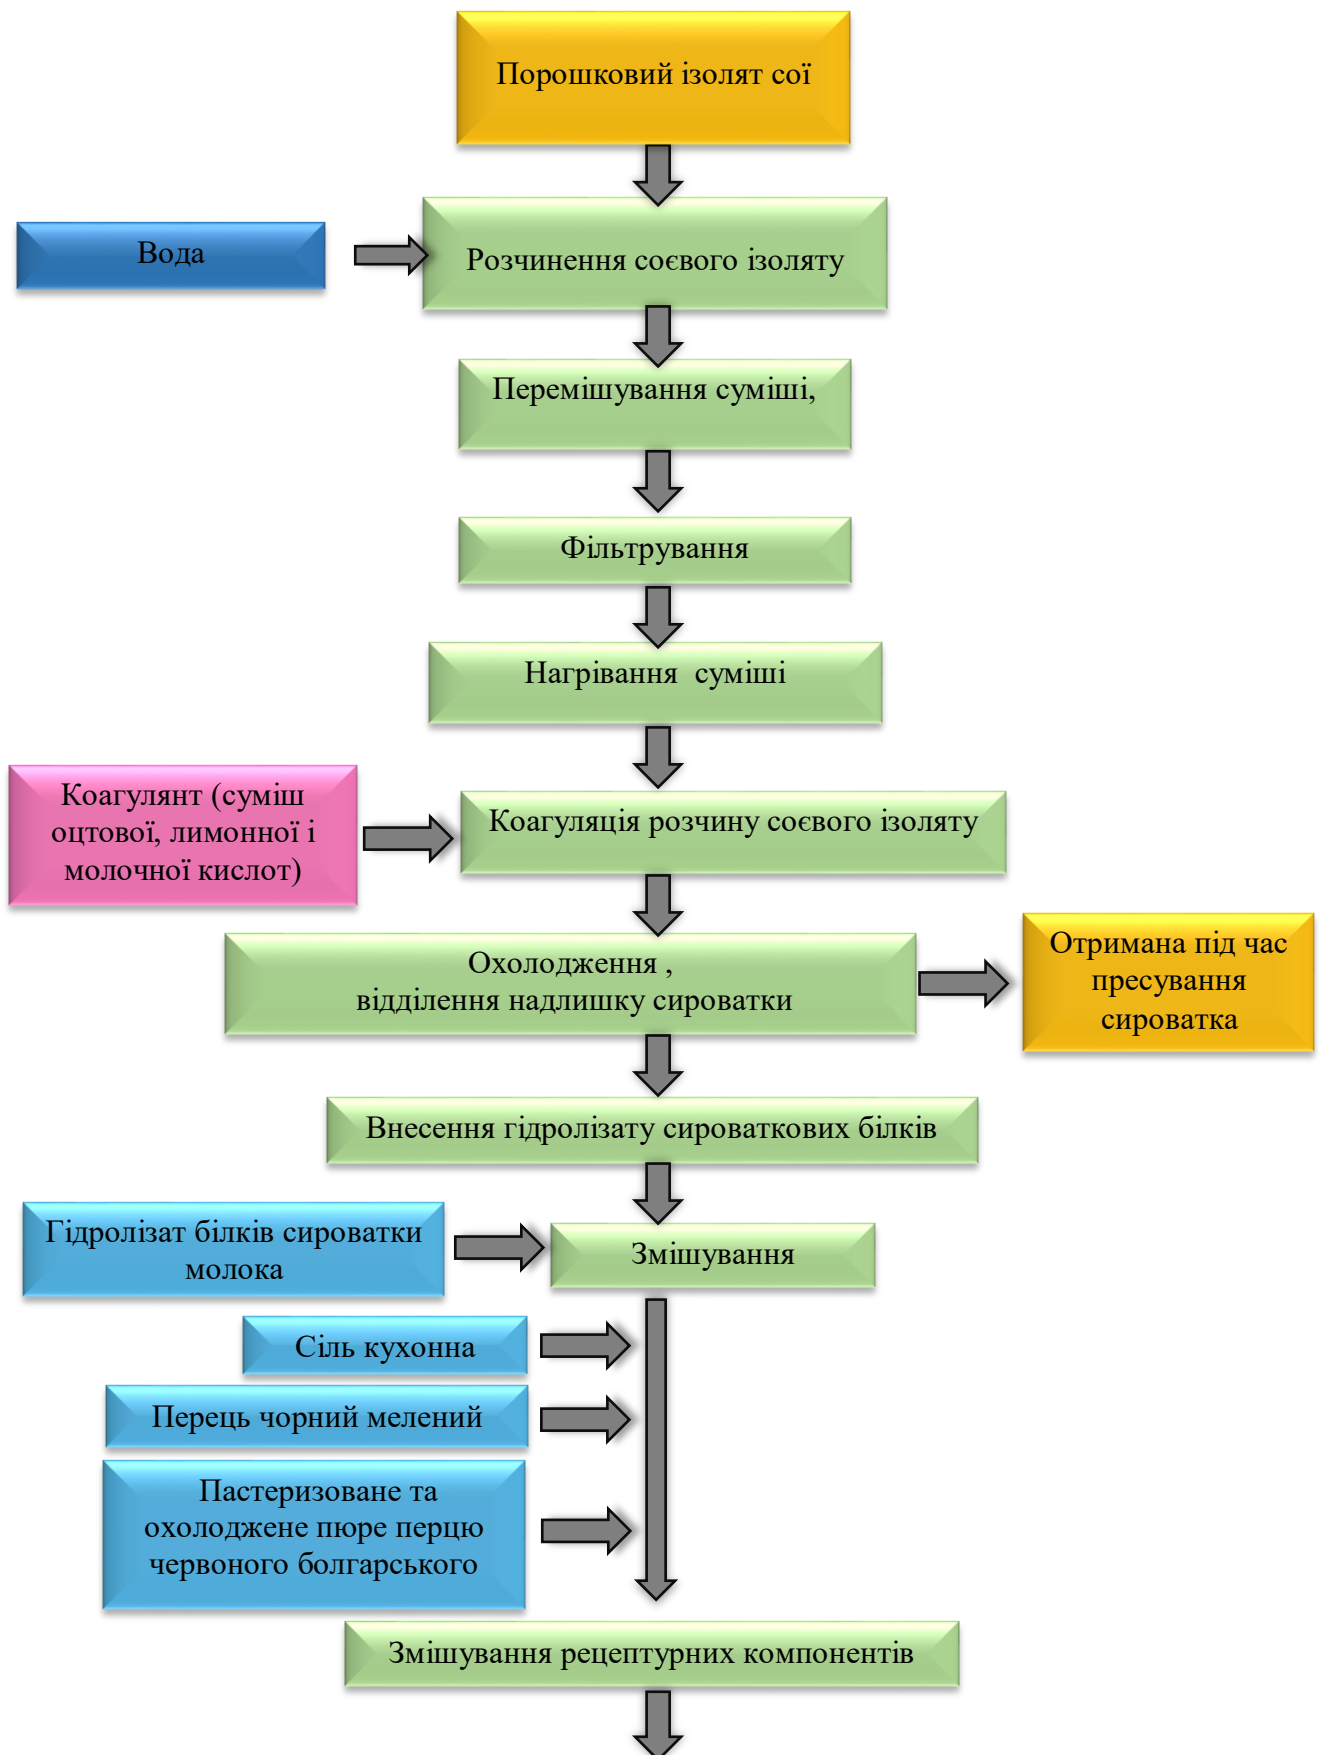 Порошковий ізолят сої
Вода
Розчинення соєвого ізоляту
Перемішування суміші,
Фільтрування
Нагрівання суміші
Коагулянт (суміш
оцтової, лимонної і
молочної кислот)
Коагуляція розчину соєвого ізоляту
Охолодження ,
відділення надлишку сироватки
Отримана під час
пресування
сироватка
Внесення гідролізату сироваткових білків
Гідролізат білків сироватки
молока
Змішування
Сіль кухонна
Перець чорний мелений
Пастеризоване та
охолоджене пюре перцю
червоного болгарського
Змішування рецептурних компонентів